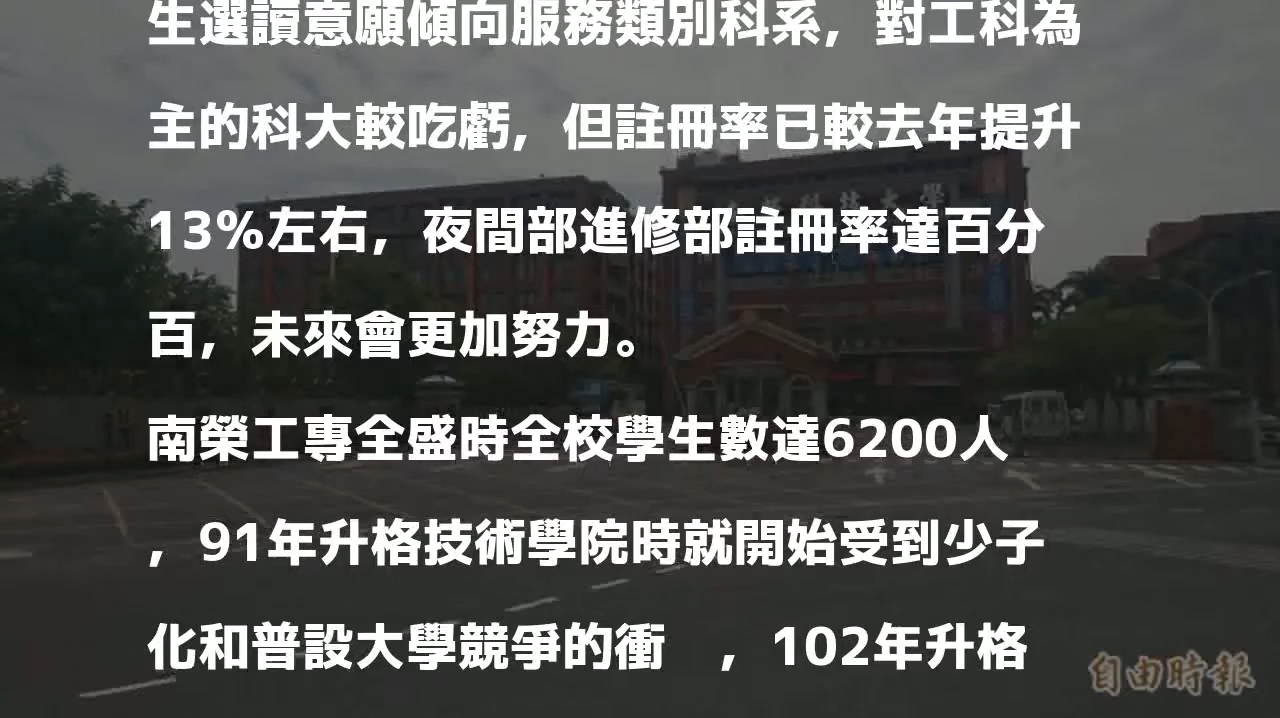 生選讀意願傾向服務類別科系，對工科為
主的科大較吃虧，但註冊率已較去年提升
13%左右，夜間部進修部註冊率達百分
百，未來會更加努力。
南榮工專全盛時全校學生數達6200人
，91年升格技術學院時就開始受到少子
化和普設大學競爭的衝　，102年升格
科技大學
自由時報